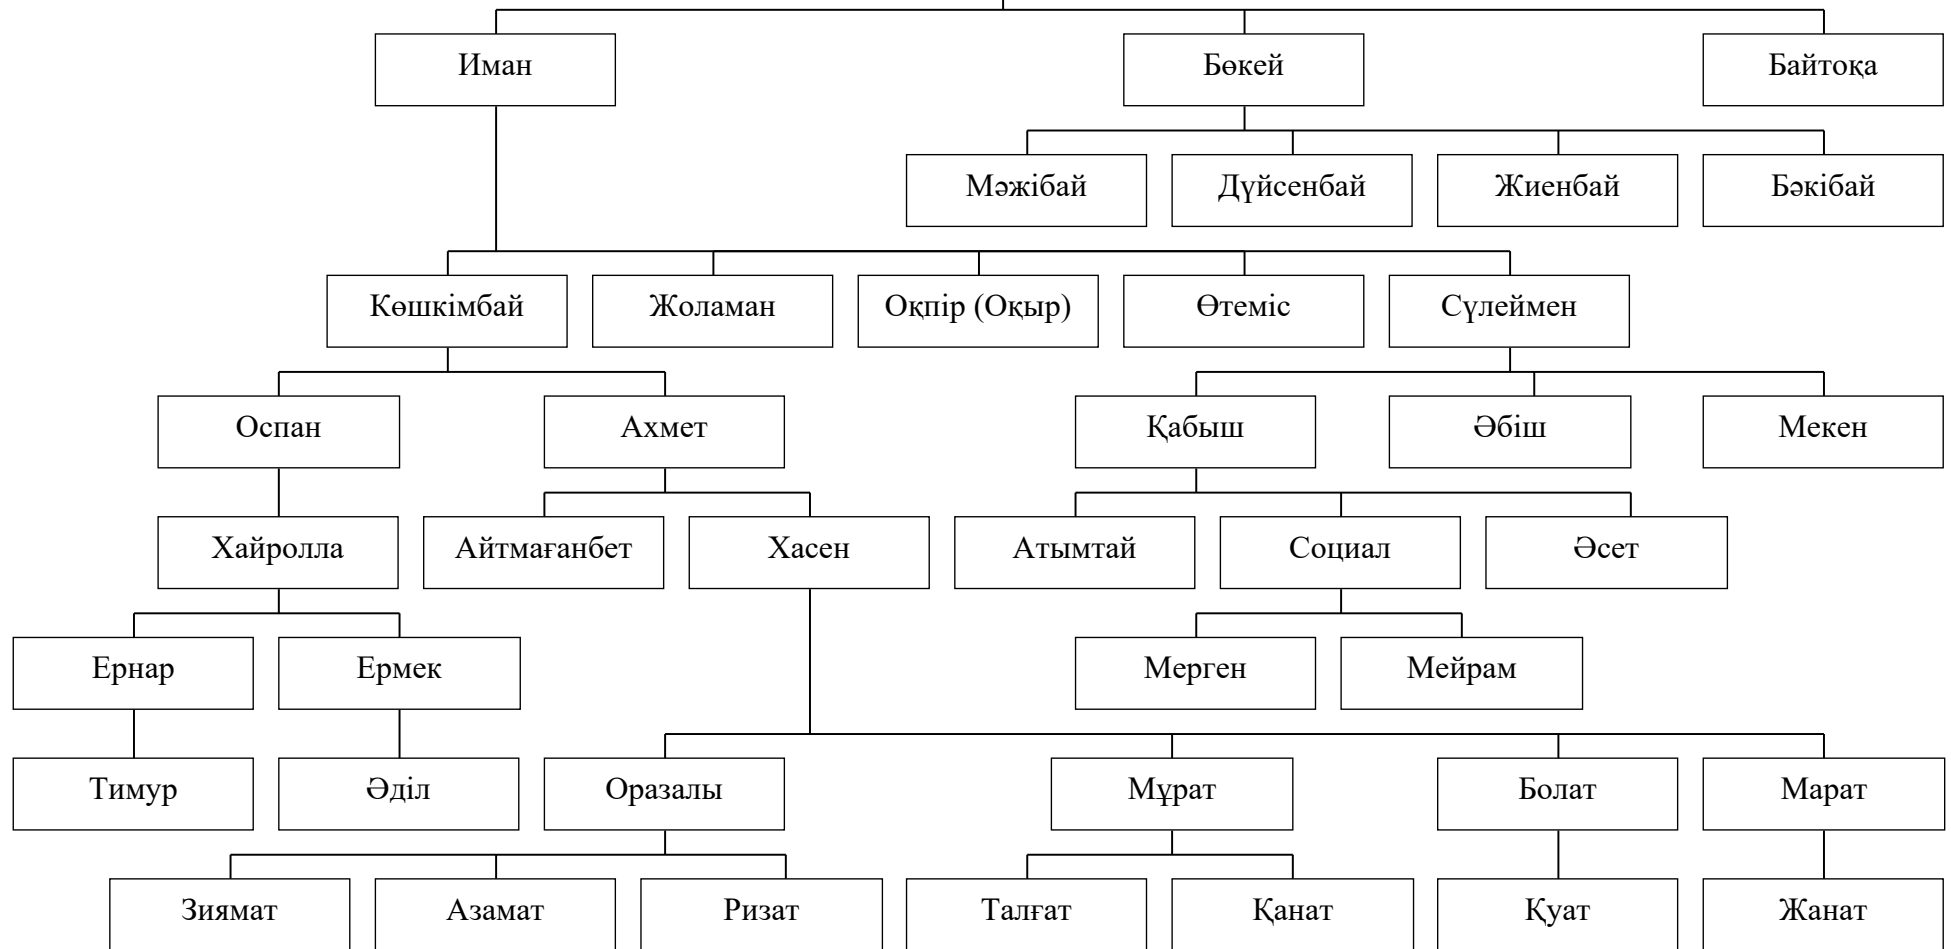 Иман
Бөкей
Байтоқа
Мәжібай
Дүйсенбай
Жиенбай
Бәкібай
Көшкімбай
Жоламан
Оқпір (Оқыр)
Өтеміс
Сүлеймен
Оспан
Ахмет
Қабыш
Әбіш
Мекен
Хайролла
Айтмағанбет
Хасен
Атымтай
Социал
Әсет
Ернар
Ермек
Мерген
Мейрам
Тимур
Әділ
Оразалы
Мұрат
Болат
Марат
Зиямат
Азамат
Ризат
Талғат
Қанат
Қуат
Жанат